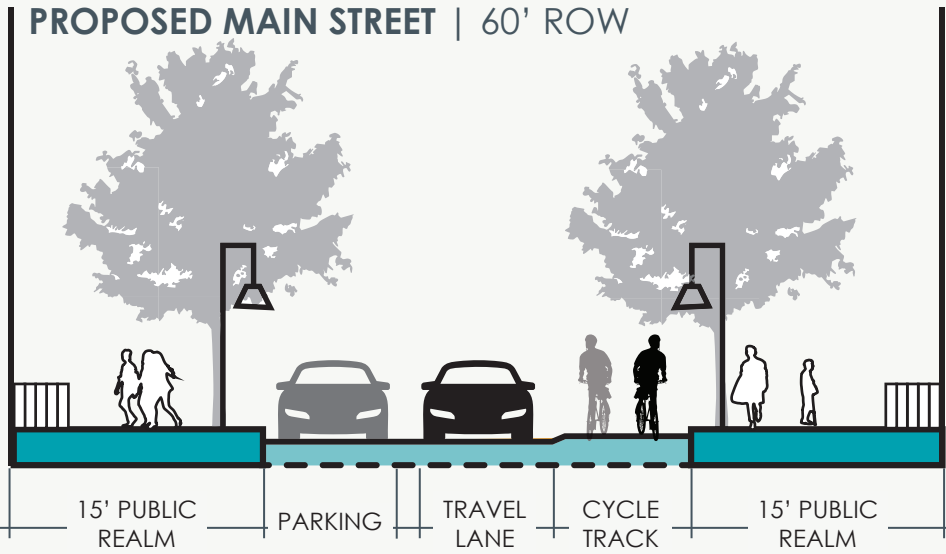 PROPOSED MAIN STREET | 60’ ROW
15’ PUBLIC
REALM
PARKING
TRAVEL
LANE
CYCLE
TRACK
15’ PUBLIC
REALM